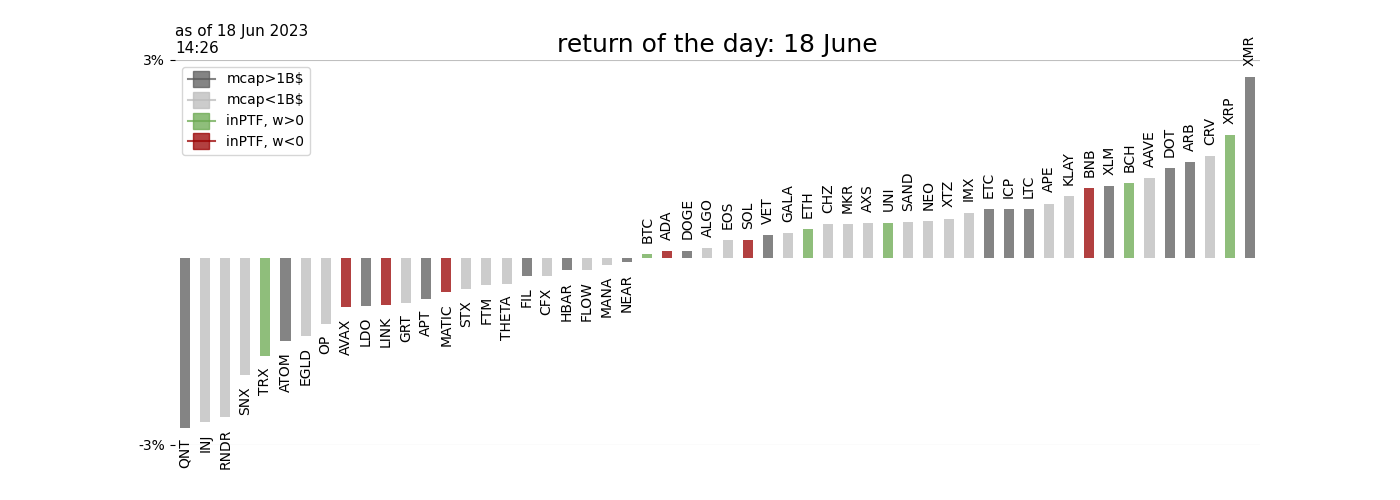 as of 18 Jun 2023
14:26
return of the day: 18 June
3%
mcap>1B$
mcap<1B$
inPTF, w>0
inPTF, w<0
-3%
QNT
INJ
RNDR
SNX
TRX
ATOM
EGLD
OP
AVAX
LDO
LINK
GRT
APT
MATIC
STX
FTM
THETA
FIL
CFX
HBAR
FLOW
MANA
NEAR
BTC
ADA
DOGE
ALGO
EOS
SOL
VET
GALA
ETH
CHZ
MKR
AXS
UNI
SAND
NEO
XTZ
IMX
ETC
ICP
LTC
APE
KLAY
BNB
XLM
BCH
AAVE
DOT
ARB
CRV
XRP
XMR